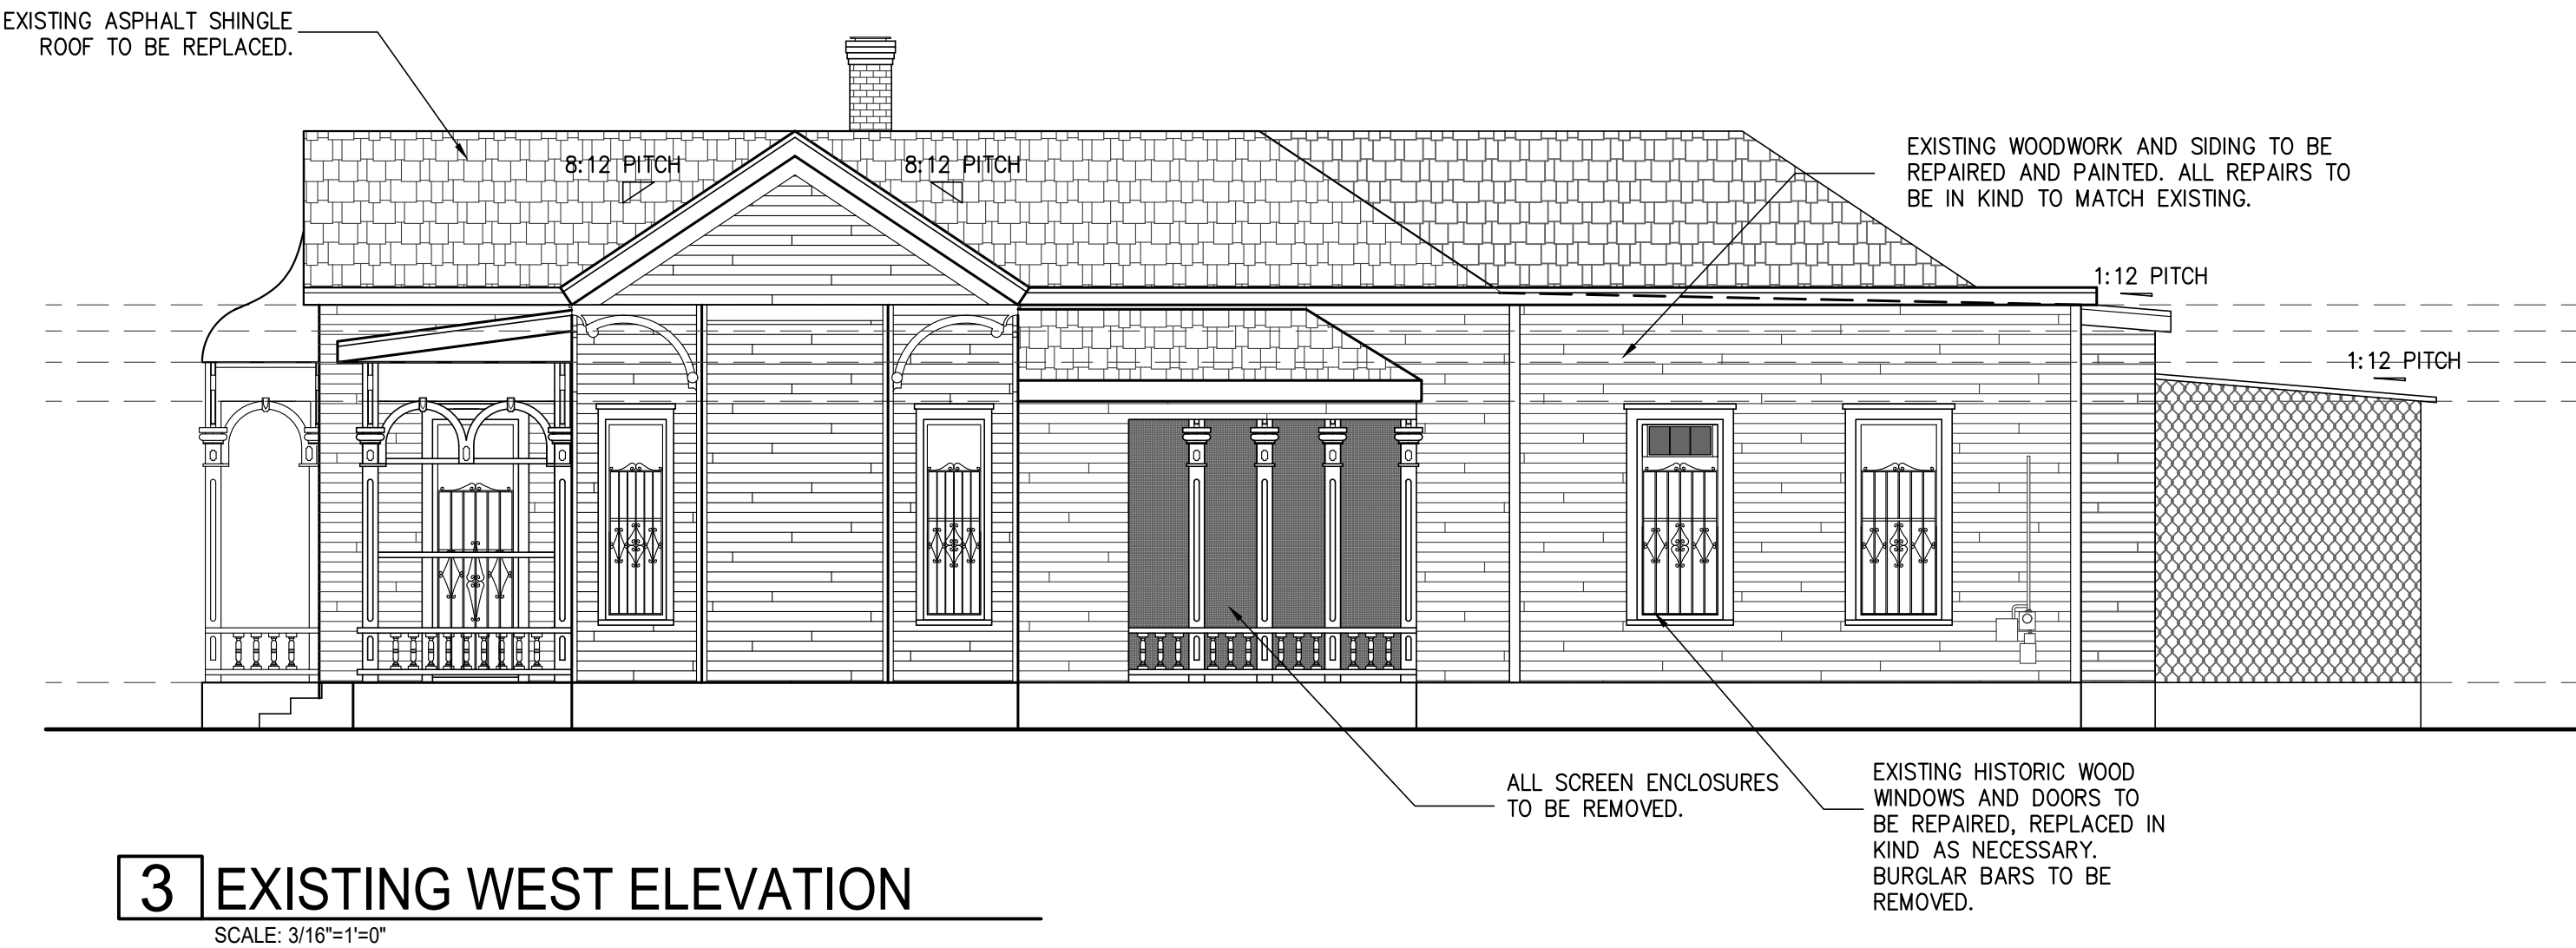 EXISTING ASPHALT SHINGLE
ROOF TO BE REPLACED.
8:12 PITCH
8:12 PITCH
EXISTING WOODWORK AND SIDING TO BE
REPAIRED AND PAINTED. ALL REPAIRS TO
BE IN KIND TO MATCH EXISTING.
1:12 PITCH
1:12 PITCH
ALL SCREEN ENCLOSURES
TO BE REMOVED.
EXISTING HISTORIC WOOD
WINDOWS AND DOORS TO
BE REPAIRED, REPLACED IN
KIND AS NECESSARY.
BURGLAR BARS TO BE
REMOVED.
3 EXISTING WEST ELEVATION
SCALE: 3/16"=1'=0"